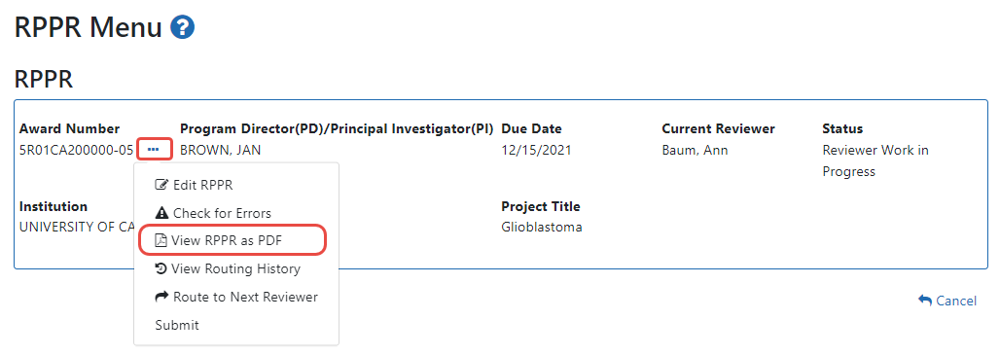 RPPR Menu ?
RPPR
Award Number Program Director(PD)/Principal Investigator(PI) Due Date Current Reviewer Status
5R01CA200000-05 ••• BROWN, JAN 12/15/2021 Baum, Ann Reviewer Work in
Progress
Institution Project Title
UNIVERSITY OF CA Glioblastoma
Edit RPPR
Check for Errors
View RPPR as PDF
View Routing History
Route to Next Reviewer
Submit
Cancel